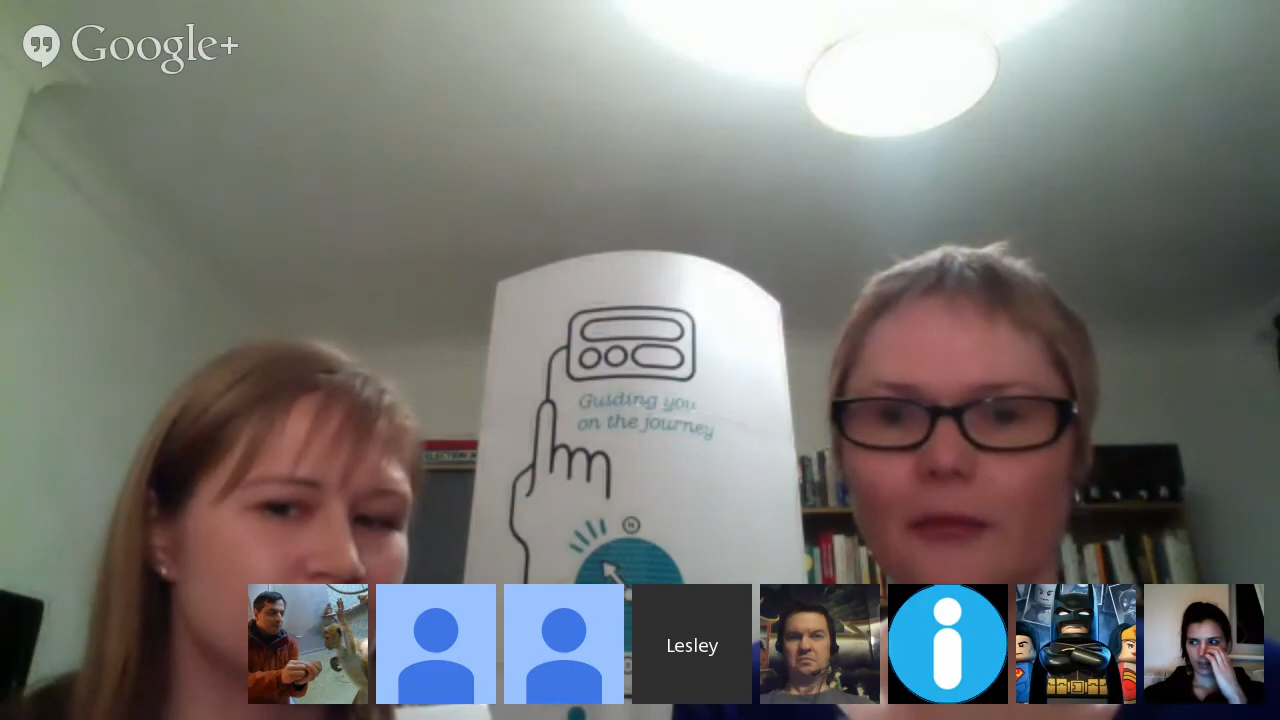 Google+
Guiding you
on the journey
N
Lesley